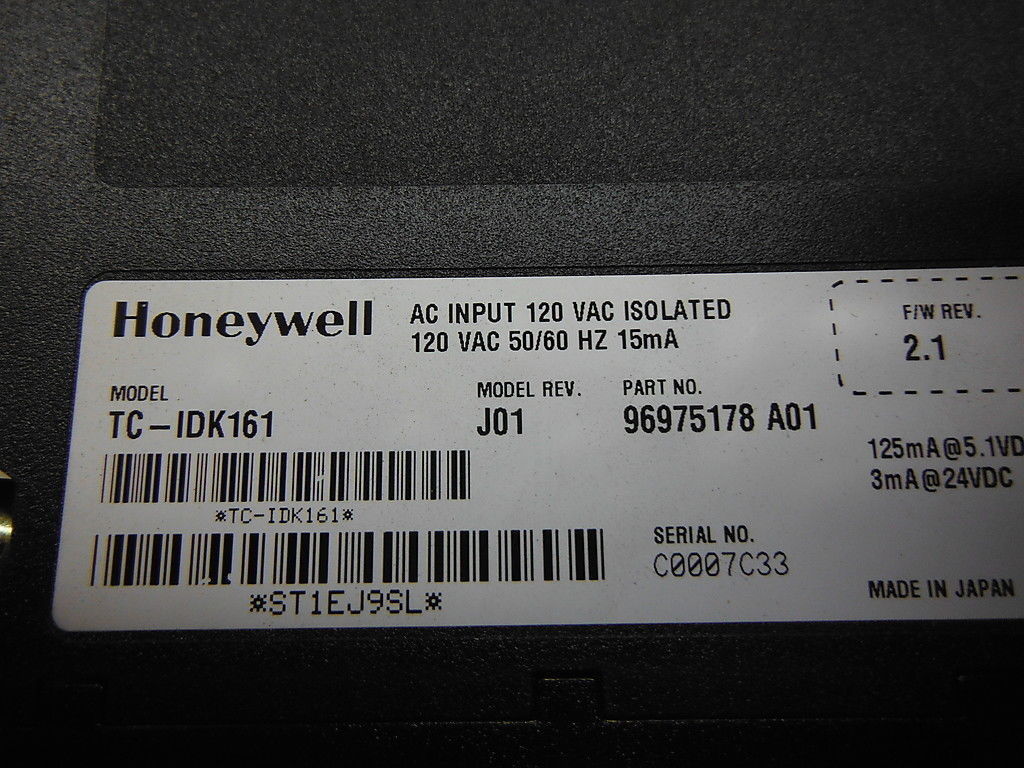 Honeywell
AC INPUT 120 VAC ISOLATED
120 VAC 50/60 HZ 15mA
F/W REV.
2.1
MODEL
TC-IDK161
MODEL REV.
J01
PART NO.
96975178 A01
125mA@5.1VD
3mA@24VDC
*TC-IDK161*
SERIAL NO.
C0007C33
*ST1EJ9SL*
MADE IN JAPAN